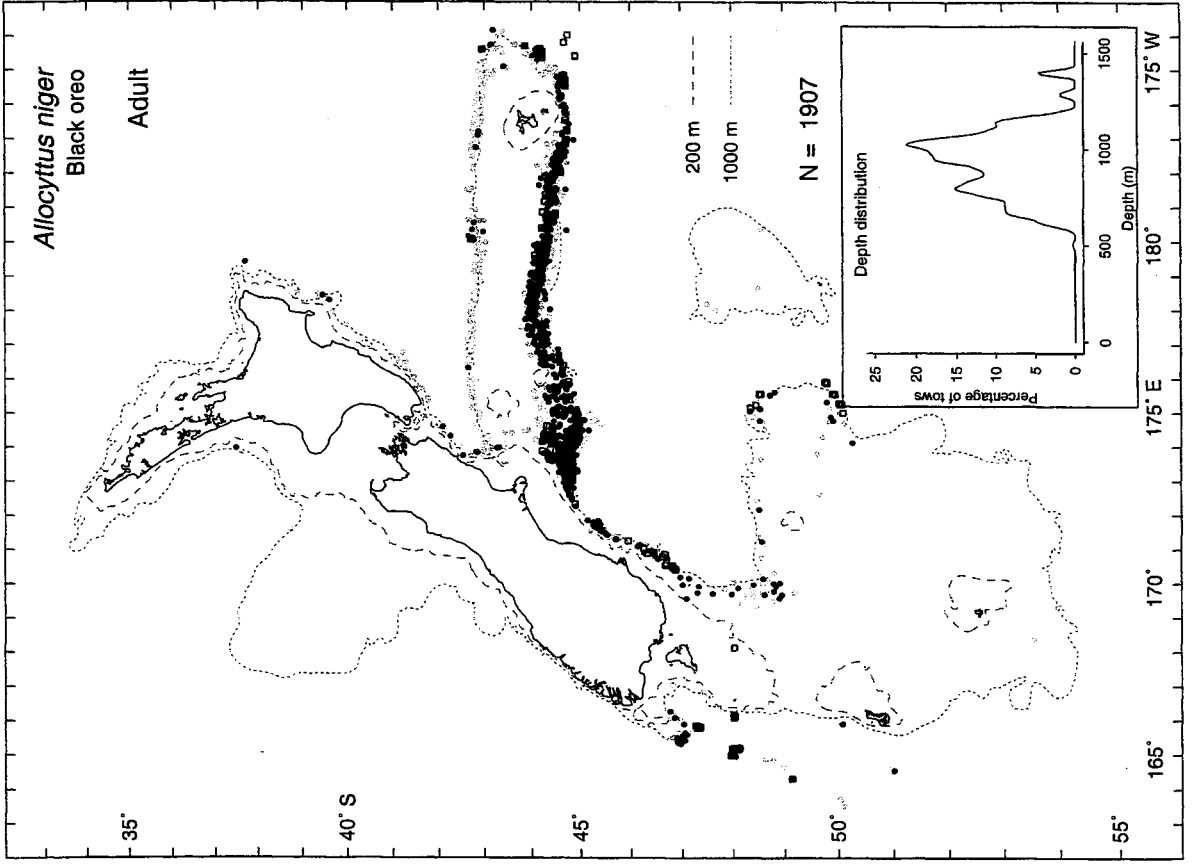 Allocyttus niger
Black oreo
Adult
200 m
1000 m
N = 1907
35°
40° S
45°
50°
55°
165°
170°
175° E
180°
175° W
Depth distribution
Percentage of tows
25
20
15
10
5
0
0
500
1000
1500
Depth (m)